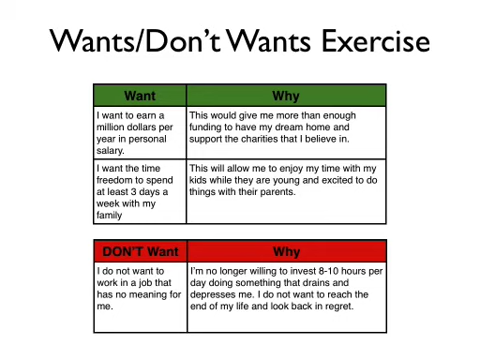 Wants/Don't Wants Exercise
Want Why
I want to earn a
million dollars per
year in personal
salary.
This would give me more than enough
funding to have my dream home and
support the charities that I believe in.
I want the time
freedom to spend
at least 3 days a
week with my
family
This will allow me to enjoy my time with my
kids while they are young and excited to do
things with their parents.
DON'T Want Why
I do not want to
work in a job that
has no meaning for
me.
I'm no longer willing to invest 8-10 hours per
day doing something that drains and
depresses me. I do not want to reach the
end of my life and look back in regret.